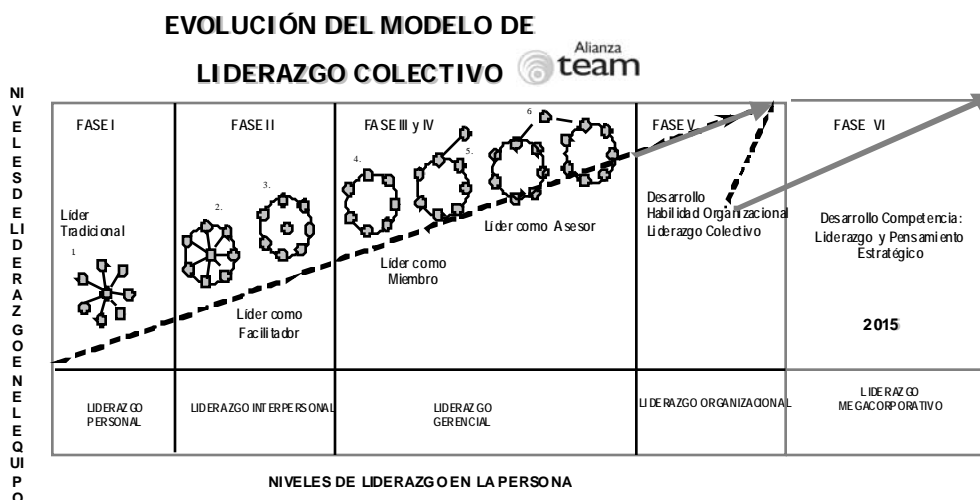 EVOLUCIÓN DEL MODELO DE
LIDERAZGO COLECTIVO
Alianza
team
NIVELES DE LIDERAZGO EN EL EQUIPO
FASE I
FASE II
FASE III y IV
FASE V
FASE VI
Líder
Tradicional
1
2.
3.
4.
5.
6
Líder como
Facilitador
Líder como
Miembro
Líder como Asesor
Desarrollo
Habilidad Organizacional
Liderazgo Colectivo
Desarrollo Competencia:
Liderazgo y Pensamiento
Estratégico
2015
LIDERAZGO
PERSONAL
LIDERAZGO INTERPERSONAL
LIDERAZGO
GERENCIAL
LIDERAZGO ORGANIZACIONAL
LIDERAZGO
MEGACORPORATIVO
NIVELES DE LIDERAZGO EN LA PERSONA